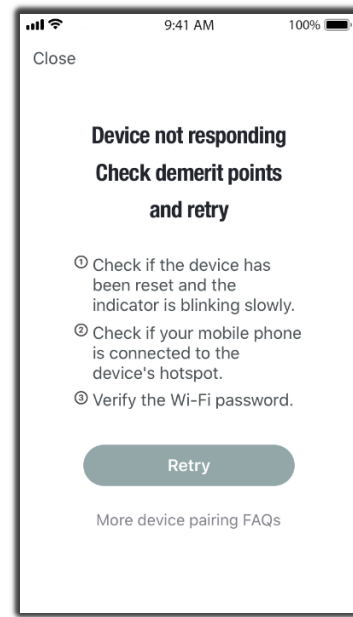 9:41 AM 100%
Close
Device not responding
Check demerit points
and retry
① Check if the device has
been reset and the
indicator is blinking slowly.
② Check if your mobile phone
is connected to the
device's hotspot.
③ Verify the Wi-Fi password.
Retry
More device pairing FAQs